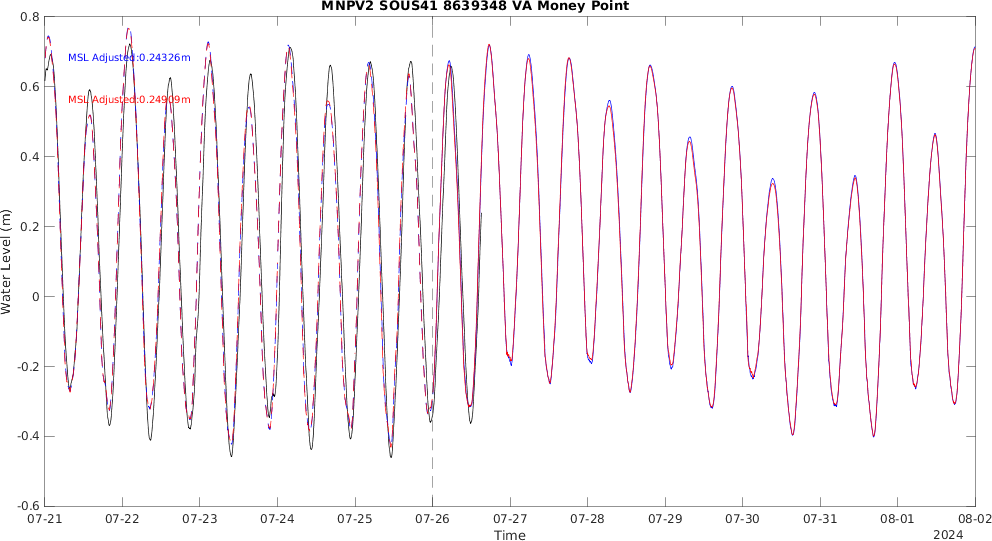 MNPV2 SOUS41 8639348 VA Money Point
0.8
0.6
0.4
0.2
0
-0.2
-0.4
-0.6
Water Level (m)
MSL Adjusted:0.24326m
MSL Adjusted:0.24909m
07-21 07-22 07-23 07-24 07-25 07-26 07-27 07-28 07-29 07-30 07-31 08-01 08-02
Time
2024